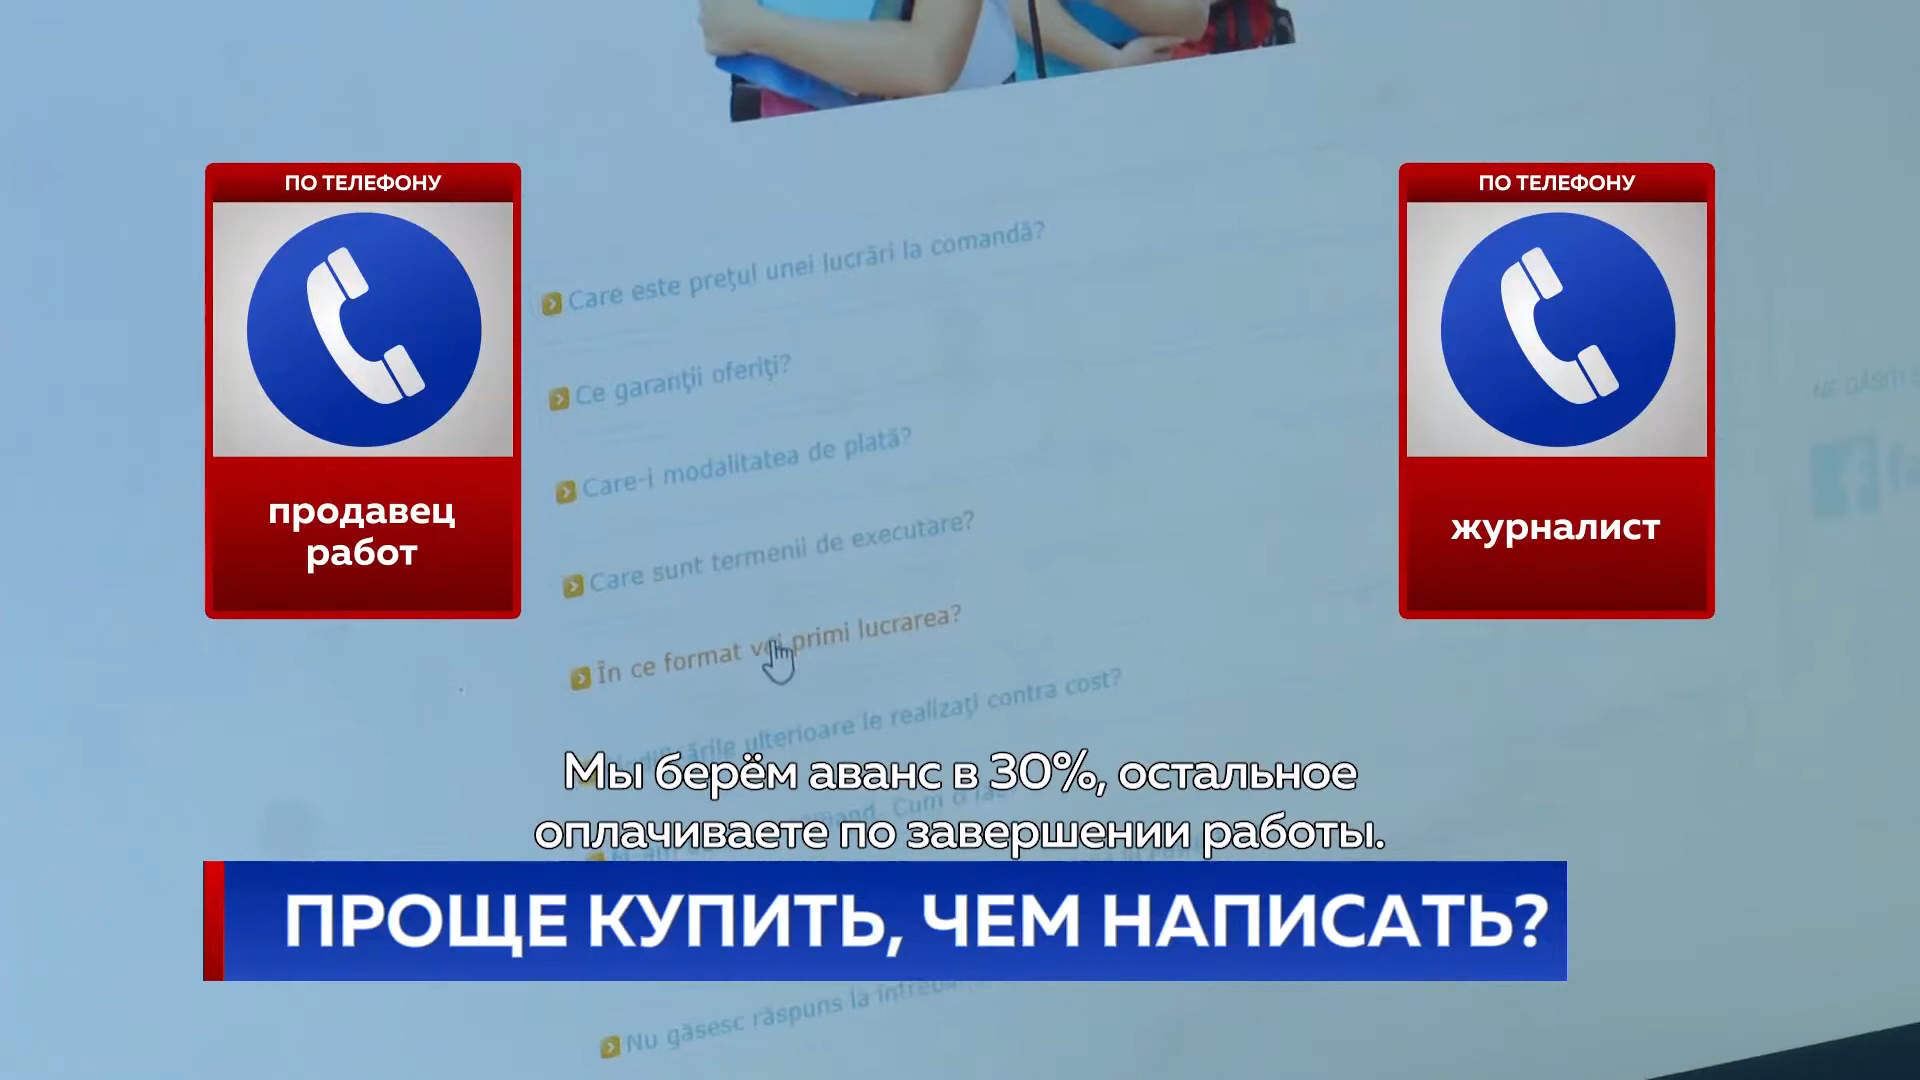 ПО ТЕЛЕФОНУ
продавец
работ
ПО ТЕЛЕФОНУ
журналист
Care este preţul unei lucrări la comandă?
Ce garanţii oferiţi?
Care-i modalitatea de plată?
Care sunt termenii de executare?
În ce format vei primi lucrarea?
ulterioare le realizaţi contra cost?
Cum o
Мы берём аванс в 30%, остальное
оплачиваете по завершении работы.
ПРОЩЕ КУПИТЬ, ЧЕМ НАПИСАТЬ?
Nu găsesc răspuns la